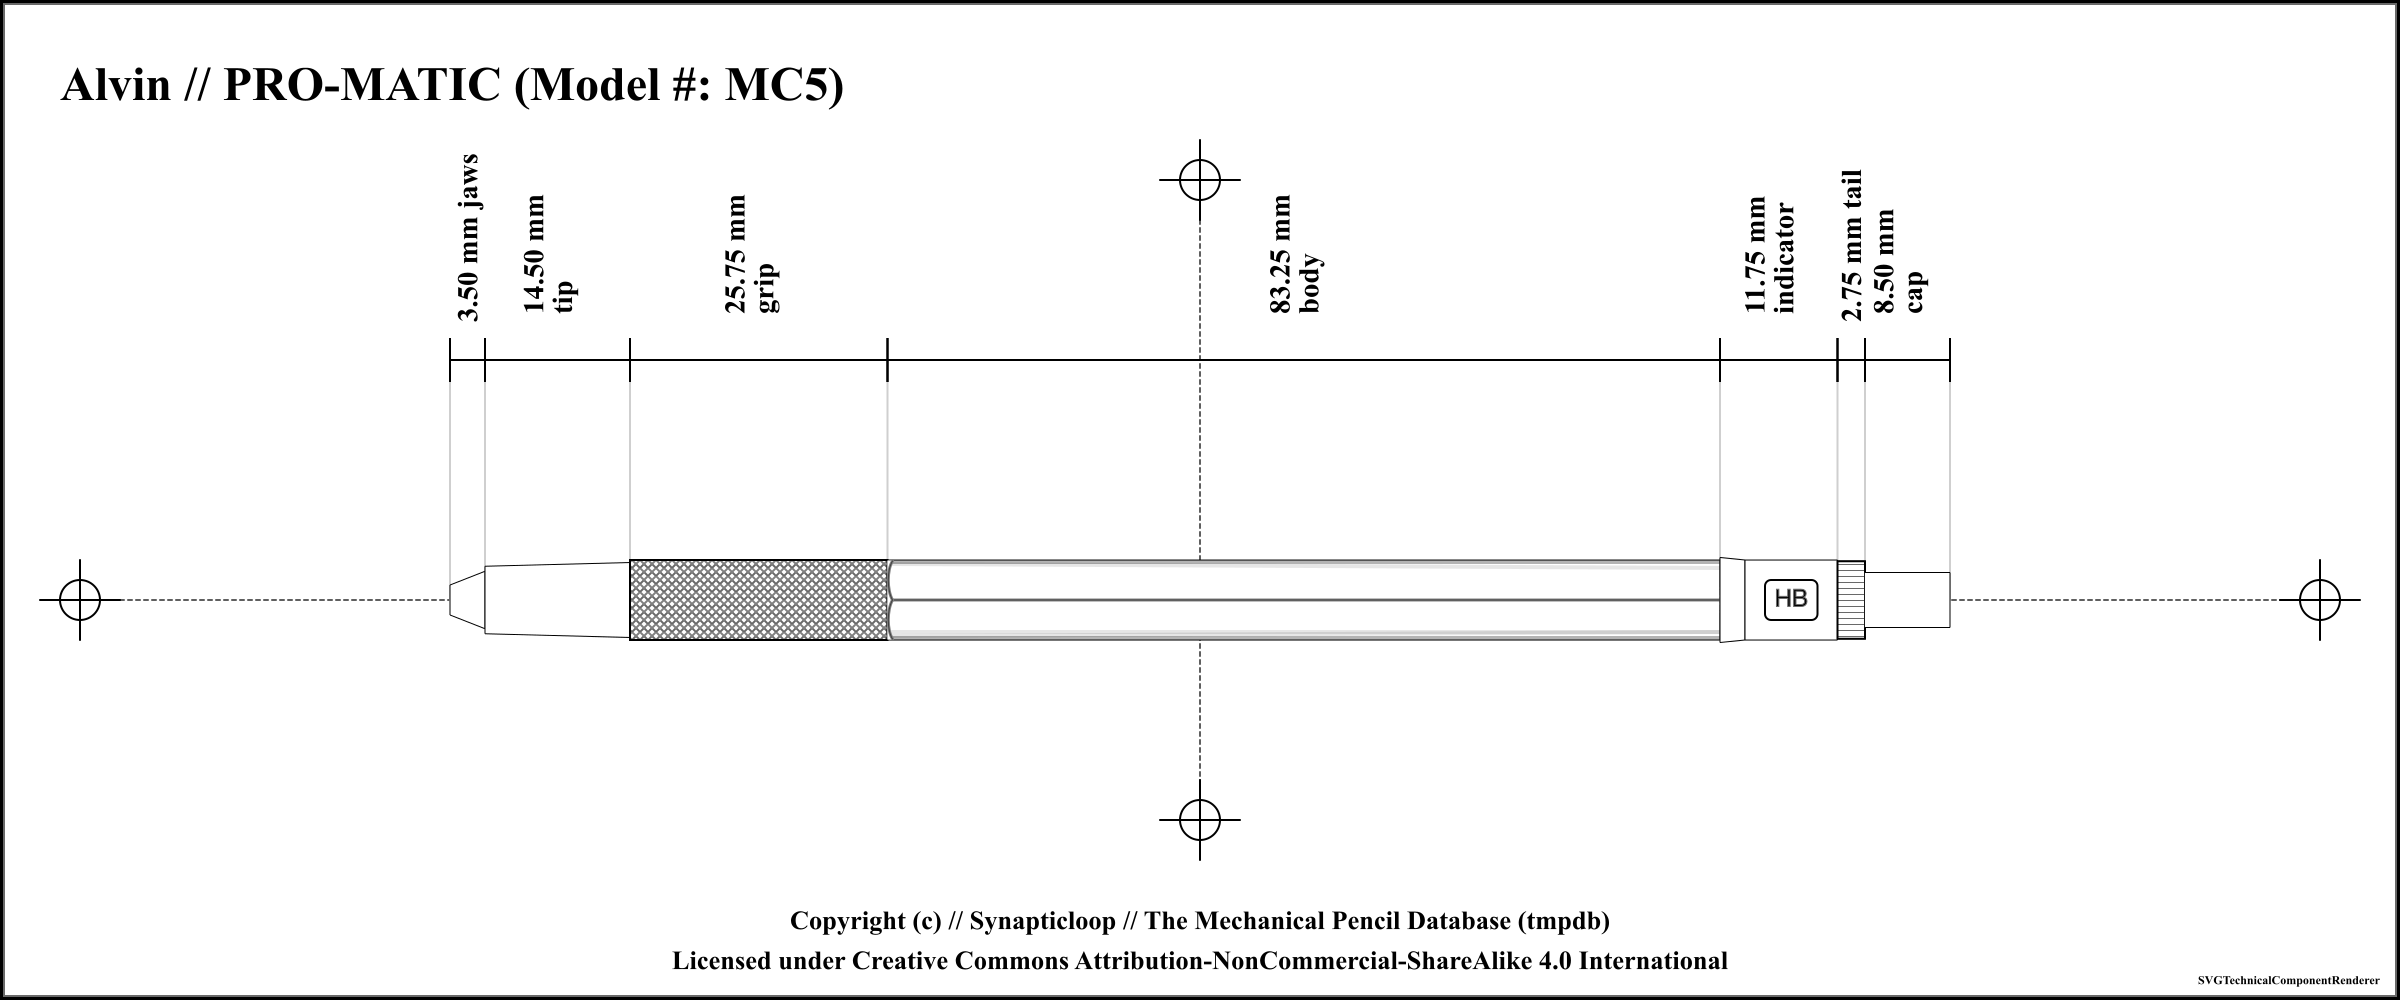 Alvin // PRO-MATIC (Model #: MC5)
3.50 mm jaws
14.50 mm
tip
25.75 mm
grip
83.25 mm
body
11.75 mm
indicator
2.75 mm tail
8.50 mm
cap
HB
Copyright (c) // Synapticloop // The Mechanical Pencil Database (tmpdb)
Licensed under Creative Commons Attribution-NonCommercial-ShareAlike 4.0 International
SVGTechnicalComponentRenderer